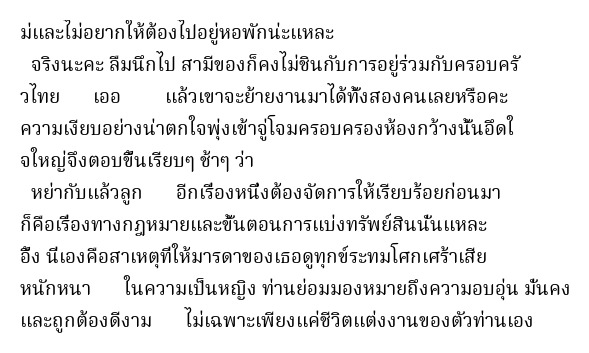 ม่และไม่อยากให้ต้องไปอยู่หอพักน่ะแหละ
จริงนะคะ ลืมนึกไป สามีของก็คงไม่ชินกับการอยู่ร่วมกับครอบครั
วไทย เออ แล้วเขาจะย้ายงานมาได้ทั้งสองคนเลยหรือคะ
ความเงียบอย่างน่าตกใจพุ่งเข้าจู่โจมครอบครองห้องกว้างนั้นอึดใ
จใหญ่จึงตอบขึ้นเรียบๆ ช้าๆ ว่า
หย่ากับแล้วลูก อีกเรื่องหนึ่งต้องจัดการให้เรียบร้อยก่อนมา
ก็คือเรื่องทางกฎหมายและขั้นตอนการแบ่งทรัพย์สินนั่นแหละ
อื้ง นี่เองคือสาเหตุที่ให้มารดาของเธอดูทุกข์ระทมโศกเศร้าเสีย
หนักหนา ในความเป็นหญิง ท่านย่อมมองหมายถึงความอบอุ่น มั่นคง
และถูกต้องดีงาม ไม่เฉพาะเพียงแค่ชีวิตแต่งงานของตัวท่านเอง